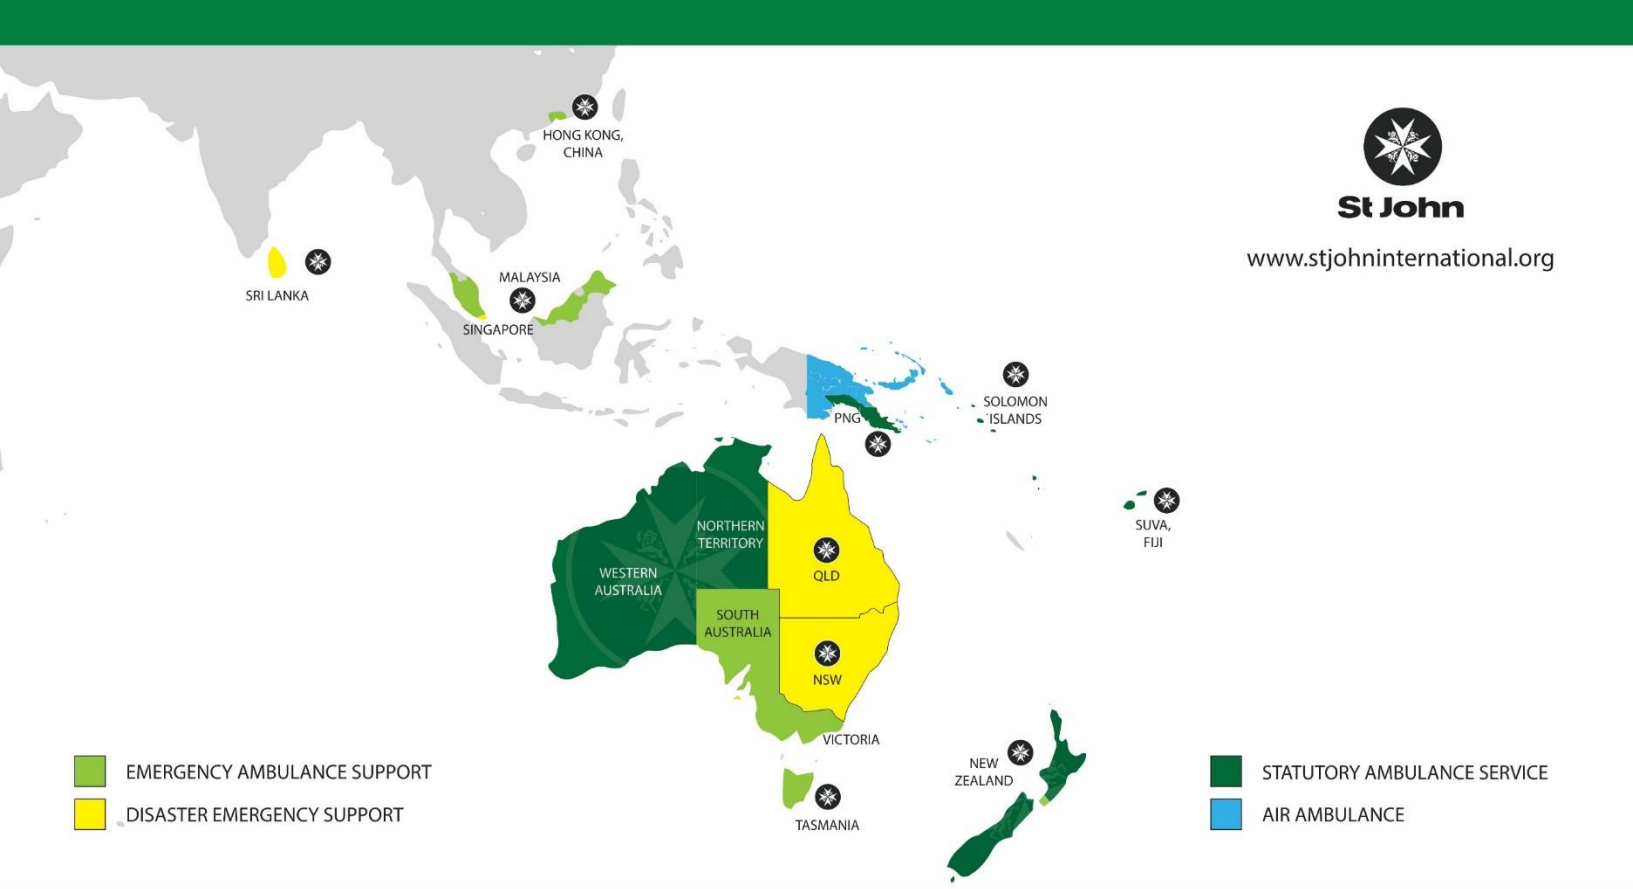 HONG KONG,
CHINA
St John
www.stjohninternational.org
SRI LANKA
MALAYSIA
SINGAPORE
SOLOMON
ISLANDS
PNG
SUVA,
FIJI
NORTHERN
TERRITORY
WESTERN
AUSTRALIA
QLD
SOUTH
AUSTRALIA
NSW
VICTORIA
NEW
ZEALAND
TASMANIA
EMERGENCY AMBULANCE SUPPORT
DISASTER EMERGENCY SUPPORT
STATUTORY AMBULANCE SERVICE
AIR AMBULANCE